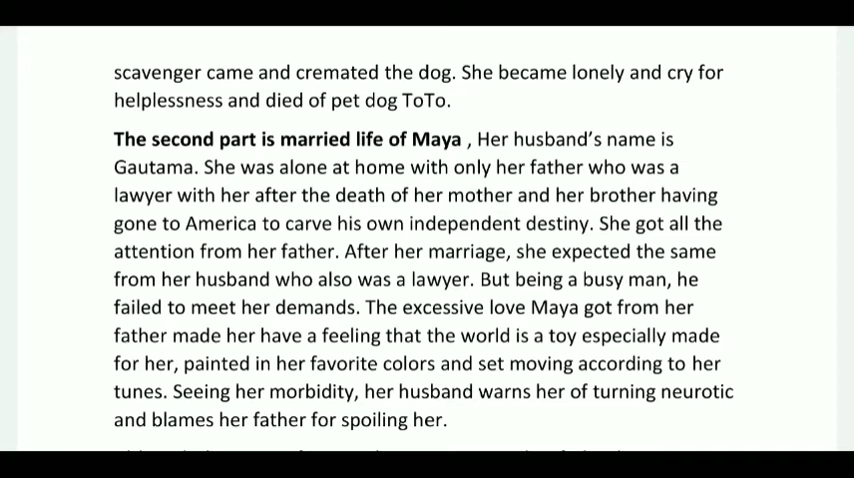 scavenger came and cremated the dog. She became lonely and cry for
helplessness and died of pet dog ToTo.
The second part is married life of Maya , Her husband's name is
Gautama. She was alone at home with only her father who was a
lawyer with her after the death of her mother and her brother having
gone to America to carve his own independent destiny. She got all the
attention from her father. After her marriage, she expected the same
from her husband who also was a lawyer. But being a busy man, he
failed to meet her demands. The excessive love Maya got from her
father made her have a feeling that the world is a toy especially made
for her, painted in her favorite colors and set moving according to her
tunes. Seeing her morbidity, her husband warns her of turning neurotic
and blames her father for spoiling her.